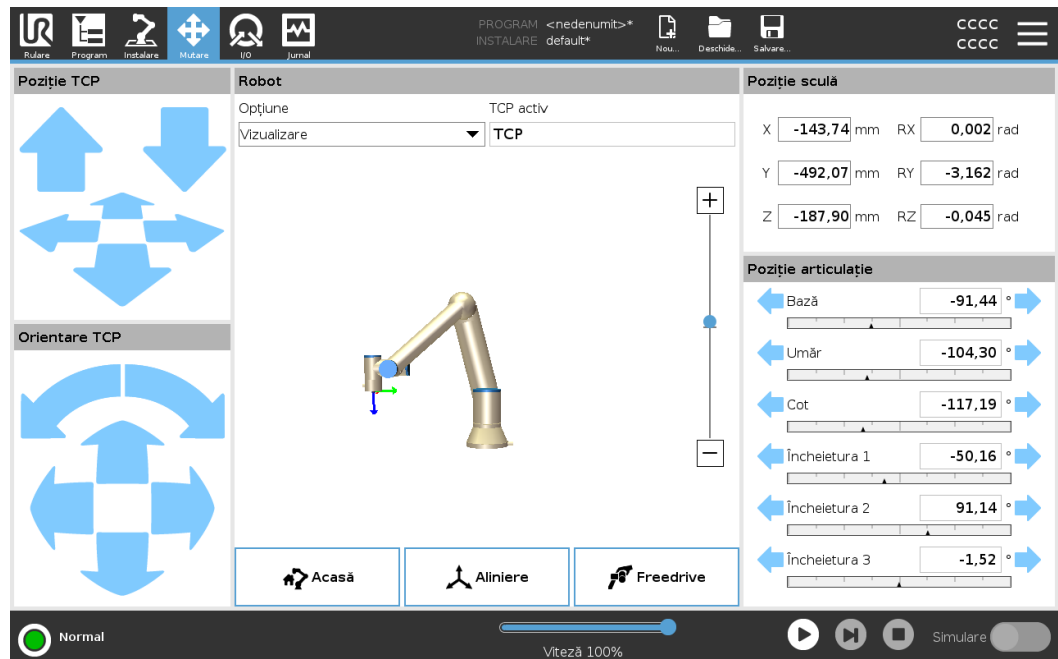 PROGRAM <nedenumit>*
INSTALARE default*
CCCC
CCCC
Rulare Program Instalare Mutare I/O Jurnal Nou... Deschide... Salvare...
Poziție TCP
Robot
Opțiune TCP activ
Vizualizare TCP
Poziție sculă
X -143,74 mm RX 0,002 rad
Y -492,07 mm RY -3,162 rad
Z -187,90 mm RZ -0,045 rad
Poziție articulație
Bază -91,44 °
Umăr -104,30 °
Cot -117,19 °
Încheietura 1 -50,16 °
Încheietura 2 91,14 °
Încheietura 3 -1,52 °
Orientare TCP
Acasă Aliniere Freedrive
Normal
Viteză 100%
Simulare